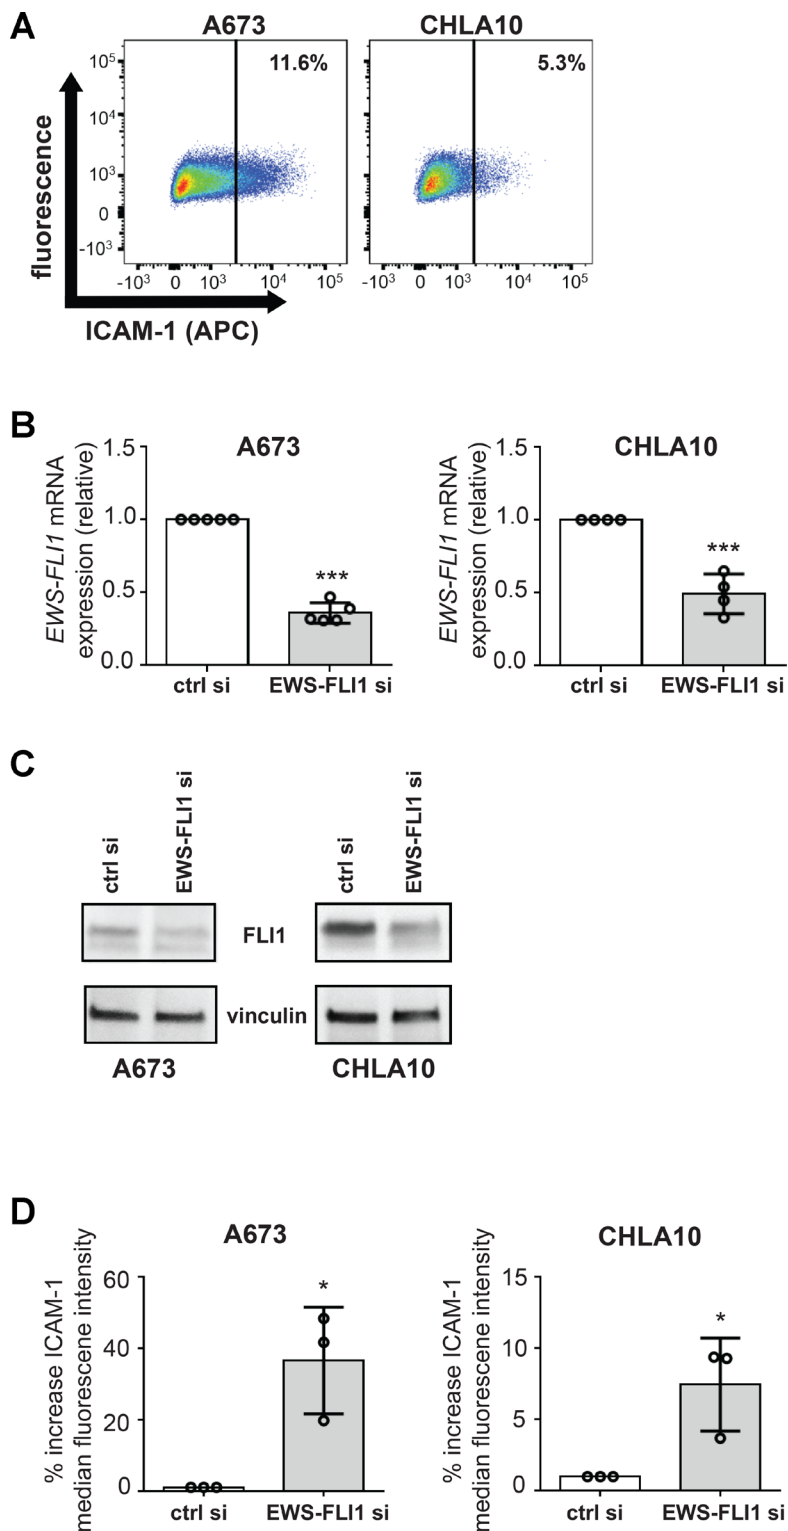 A
A673
CHLA10
11.6%
5.3%
10⁵
10⁴
10³
0
-10³
fluorescence
-10³ 0 10³ 10⁴ 10⁵
-10³ 0 10³ 10⁴ 10⁵
ICAM-1 (APC)
B
A673
CHLA10
EWS-FLI1 mRNA
expression (relative)
1.5
1.0
0.5
0.0
***
ctrl si
EWS-FLI1 si
EWS-FLI1 mRNA
expression (relative)
1.5
1.0
0.5
0.0
***
ctrl si
EWS-FLI1 si
C
ctrl si
EWS-FLI1 si
ctrl si
EWS-FLI1 si
FLI1
vinculin
A673
CHLA10
D
A673
CHLA10
% increase ICAM-1
median fluorescene intensity
60
40
20
0
*
ctrl si
EWS-FLI1 si
% increase ICAM-1
median fluorescene intensity
15
10
5
0
*
ctrl si
EWS-FLI1 si